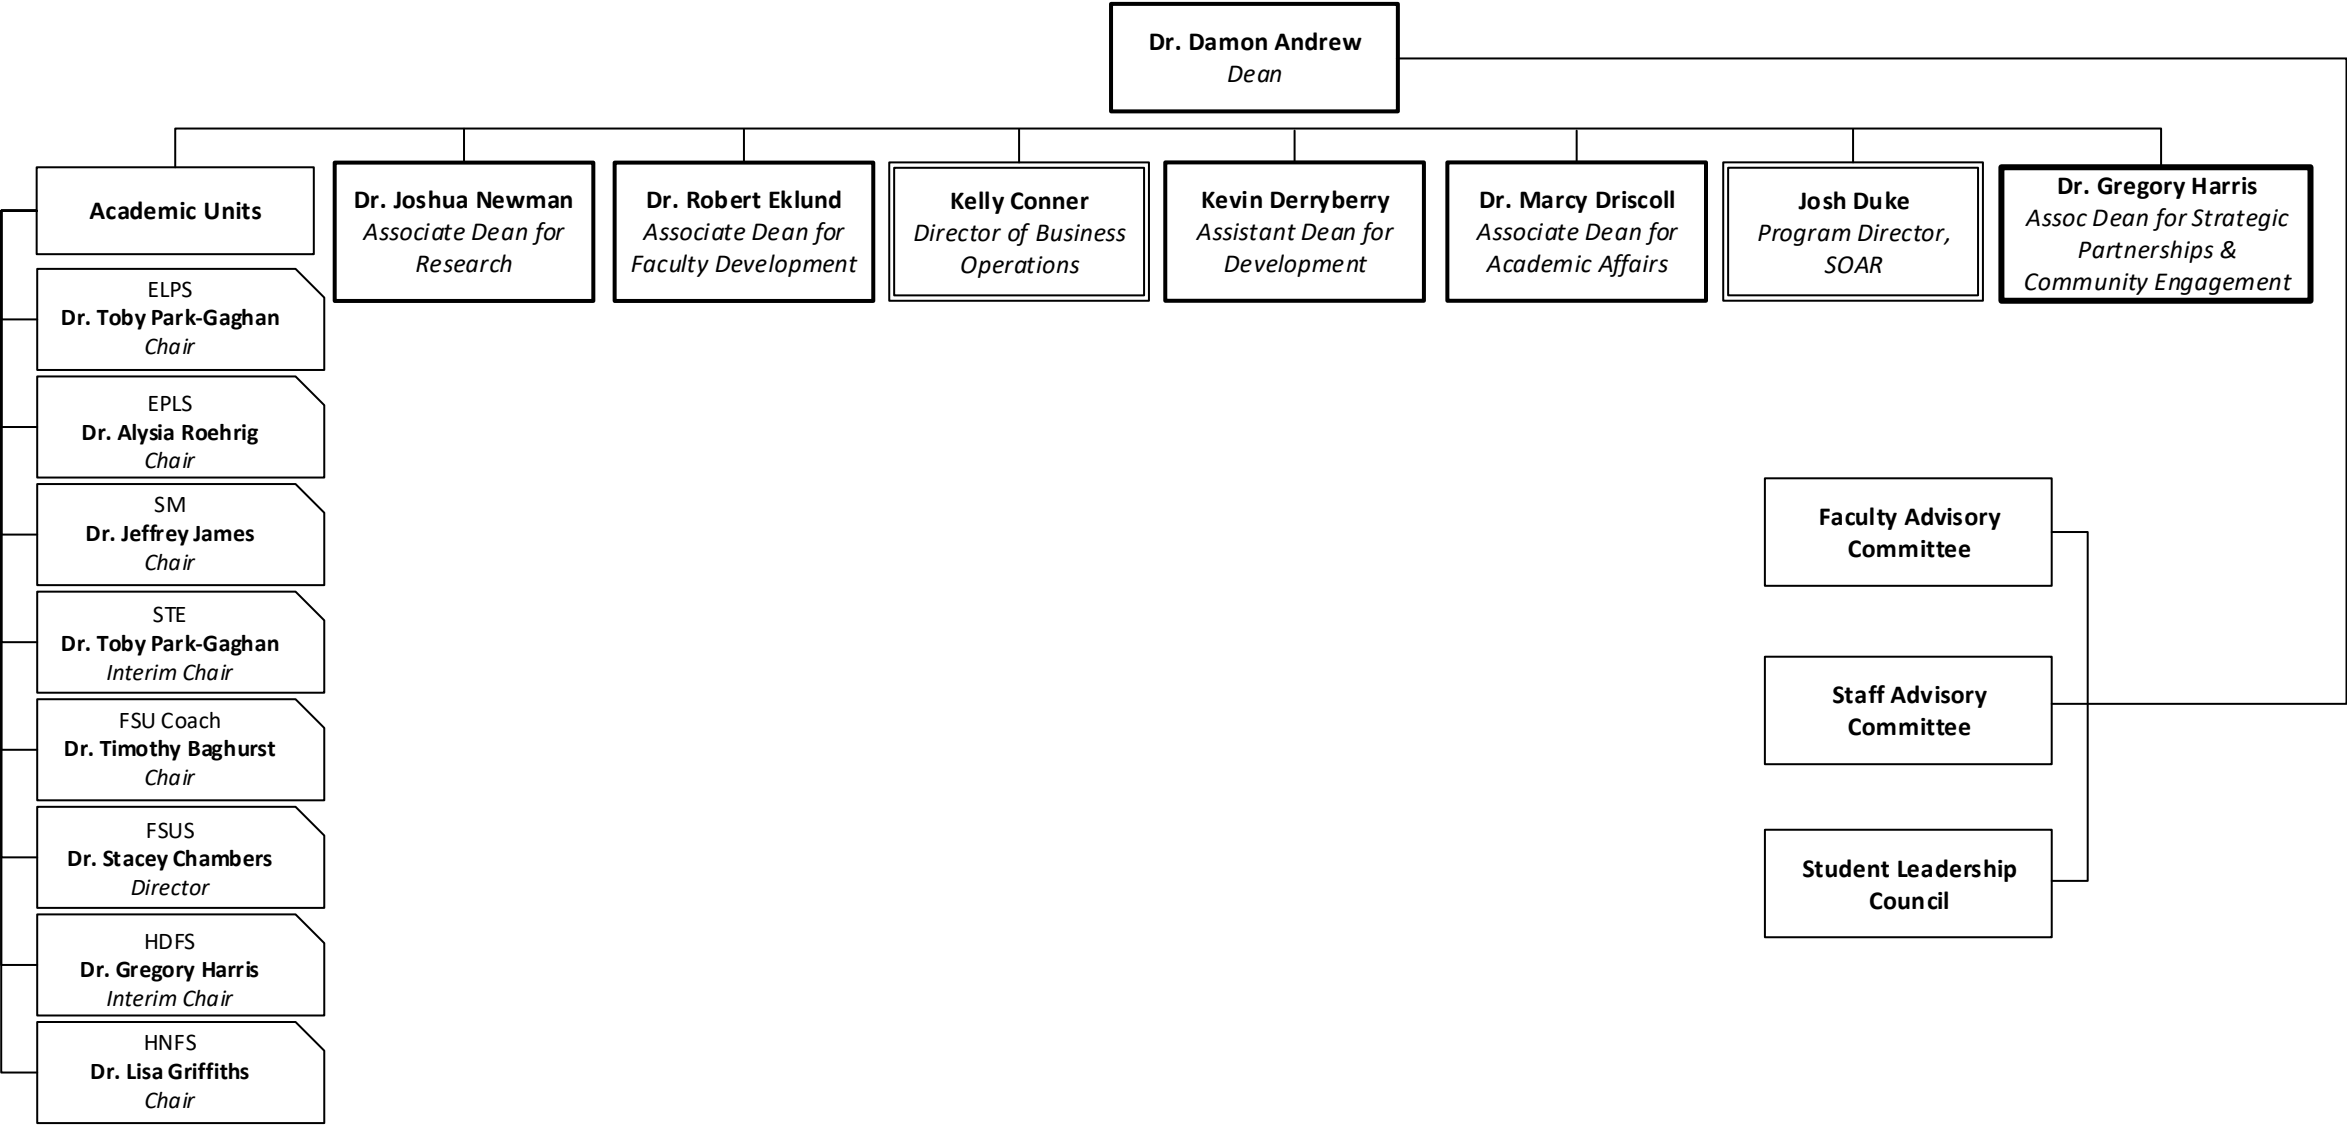 Dr. Damon Andrew
Dean
Academic Units
Dr. Joshua Newman
Associate Dean for
Research
Dr. Robert Eklund
Associate Dean for
Faculty Development
Kelly Conner
Director of Business
Operations
Kevin Derryberry
Assistant Dean for
Development
Dr. Marcy Driscoll
Associate Dean for
Academic Affairs
Josh Duke
Program Director,
SOAR
Dr. Gregory Harris
Assoc Dean for Strategic
Partnerships &
Community Engagement
ELPS
Dr. Toby Park-Gaghan
Chair
EPLS
Dr. Alysia Roehrig
Chair
SM
Dr. Jeffrey James
Chair
STE
Dr. Toby Park-Gaghan
Interim Chair
FSU Coach
Dr. Timothy Baghurst
Chair
FSUS
Dr. Stacey Chambers
Director
HDFS
Dr. Gregory Harris
Interim Chair
HNFS
Dr. Lisa Griffiths
Chair
Faculty Advisory
Committee
Staff Advisory
Committee
Student Leadership
Council